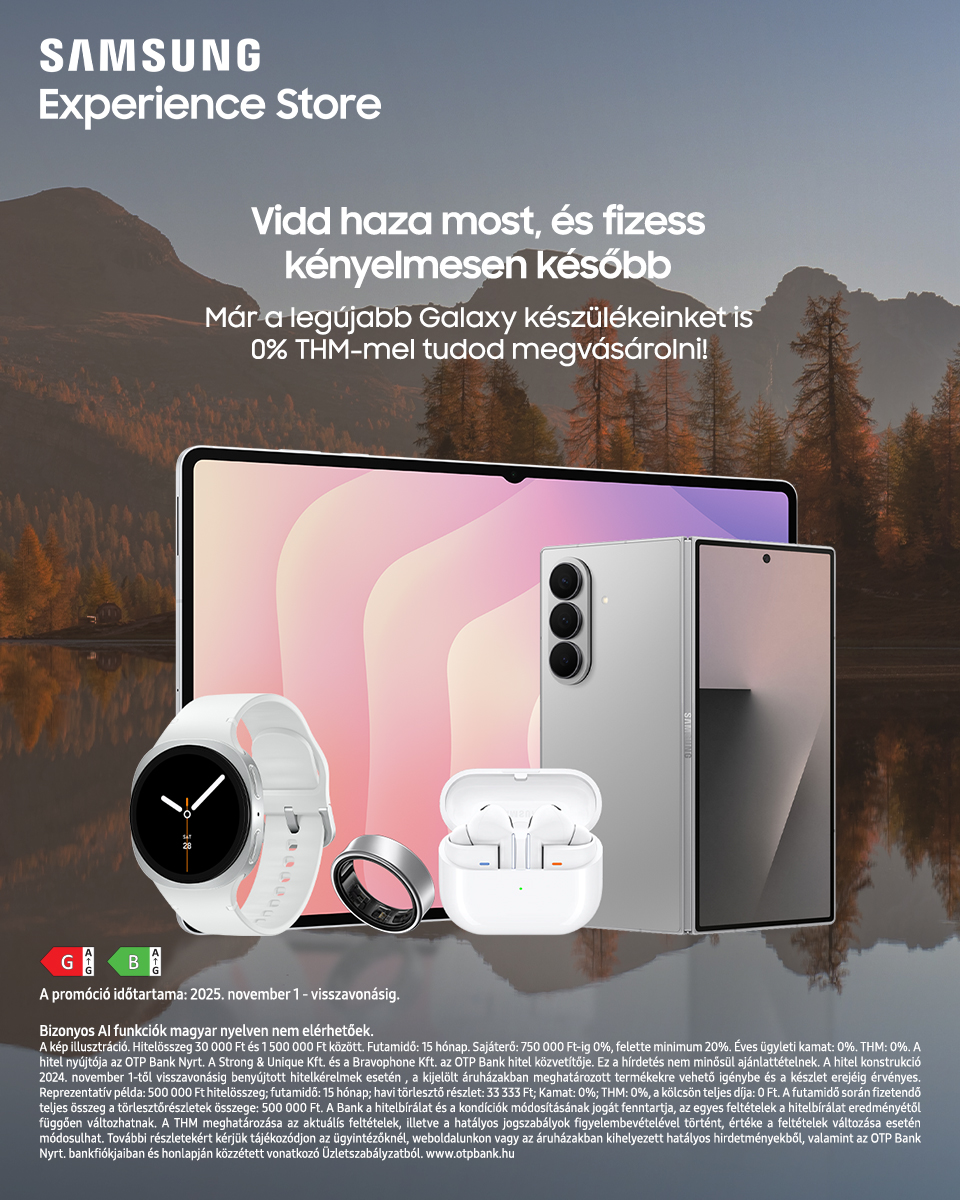 SAMSUNG
Experience Store
Vidd haza most, és fizess
kényelmesen később
Már a legújabb Galaxy készülékeinket is
0% THM-mel tudod megvásárolni!
SAMSUNG
SAT
28
G A↑G B A↑G
A promóció időtartama: 2025. november 1 - visszavonásig.
Bizonyos AI funkciók magyar nyelven nem elérhetőek.
A kép illusztráció. Hitelösszeg 30 000 Ft és 1 500 000 Ft között. Futamidő: 15 hónap. Sajáterő: 750 000 Ft-ig 0%, felette minimum 20%. Éves ügyleti kamat: 0%. THM: 0%. A
hitel nyújtója az OTP Bank Nyrt. A Strong & Unique Kft. és a Bravophone Kft. az OTP Bank hitel közvetítője. Ez a hírdetés nem minősül ajánlattételnek. A hitel konstrukció
2024. november 1-től visszavonásig benyújtott hitelkérelmek esetén , a kijelölt áruházakban meghatározott termékekre vehető igénybe és a készlet erejéig érvényes.
Reprezentatív példa: 500 000 Ft hitelösszeg; futamidő: 15 hónap; havi törlesztő részlet: 33 333 Ft; Kamat: 0%; THM: 0%, a kölcsön teljes díja: 0 Ft. A futamidő során fizetendő
teljes összeg a törlesztőrészletek összege: 500 000 Ft. A Bank a hitelbírálat és a kondíciók módosításának jogát fenntartja, az egyes feltételek a hitelbírálat eredményétől
függően változhatnak. A THM meghatározása az aktuális feltételek, illetve a hatályos jogszabályok figyelembevételével történt, értéke a feltételek változása esetén
módosulhat. További részletekért kérjük tájékozódjon az ügyintézőknél, weboldalunkon vagy az áruházakban kihelyezett hatályos hirdetményekből, valamint az OTP Bank
Nyrt. bankfiókjaiban és honlapján közzétett vonatkozó Üzletszabályzatból. www.otpbank.hu